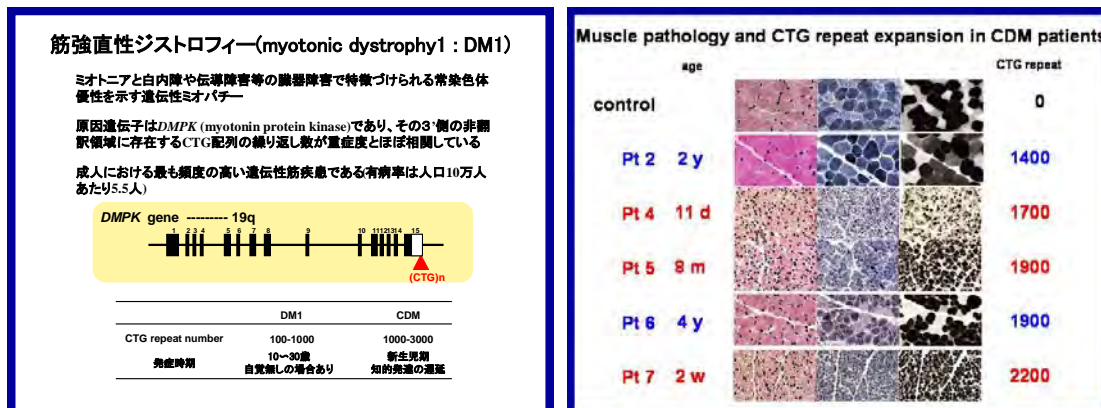 筋強直性ジストロフィー(myotonic dystrophy1 : DM1)
ミオトニアと白内障や伝導障害等の臓器障害で特徴づけられる常染色体
優性を示す遺伝性ミオパチー
原因遺伝子はDMPK (myotonin protein kinase)であり、その3'側の非翻
訳領域に存在するCTG配列の繰り返し数が重症度とほぼ相関している
成人における最も頻度の高い遺伝性筋疾患である有病率は人口10万人
あたり5.5人)
DMPK gene --------- 19q
1 2 3 4 5 6 7 8 9 10 11 12 13 14 15
(CTG)n
DM1 CDM
CTG repeat number 100-1000 1000-3000
発症時期 10〜30歳 新生児期
自覚無しの場合あり 知的発達の遅延
Muscle pathology and CTG repeat expansion in CDM patients
age CTG repeat
control 0
Pt 2 2 y 1400
Pt 4 11 d 1700
Pt 5 8 m 1900
Pt 6 4 y 1900
Pt 7 2 w 2200